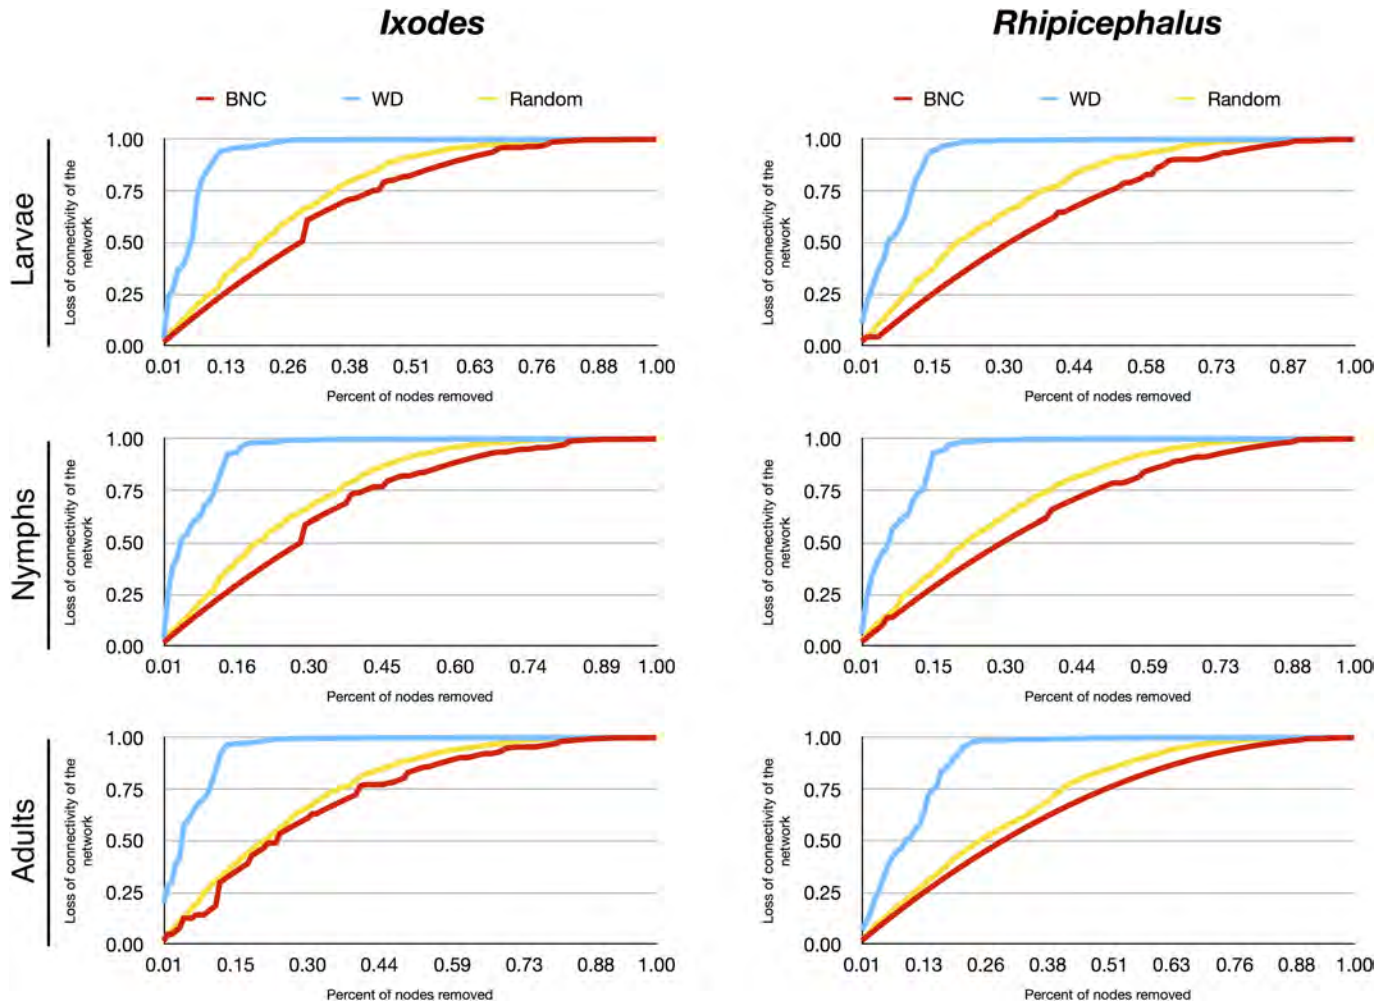 Ixodes
Rhipicephalus
BNC WD Random
BNC WD Random
Larvae
Loss of connectivity of the
network
1.00
0.75
0.50
0.25
0.00
0.01 0.13 0.26 0.38 0.51 0.63 0.76 0.88 1.00
Percent of nodes removed
Loss of connectivity of the
network
1.00
0.75
0.50
0.25
0.00
0.01 0.15 0.30 0.44 0.58 0.73 0.87 1.00
Percent of nodes removed
Nymphs
Loss of connectivity of the
network
1.00
0.75
0.50
0.25
0.00
0.01 0.16 0.30 0.45 0.60 0.74 0.89 1.00
Percent of nodes removed
Loss of connectivity of the
network
1.00
0.75
0.50
0.25
0.00
0.01 0.15 0.30 0.44 0.59 0.73 0.88 1.00
Percent of nodes removed
Adults
Loss of connectivity of the
network
1.00
0.75
0.50
0.25
0.00
0.01 0.15 0.30 0.44 0.59 0.73 0.88 1.00
Percent of nodes removed
Loss of connectivity of the
network
1.00
0.75
0.50
0.25
0.00
0.01 0.13 0.26 0.38 0.51 0.63 0.76 0.88 1.00
Percent of nodes removed